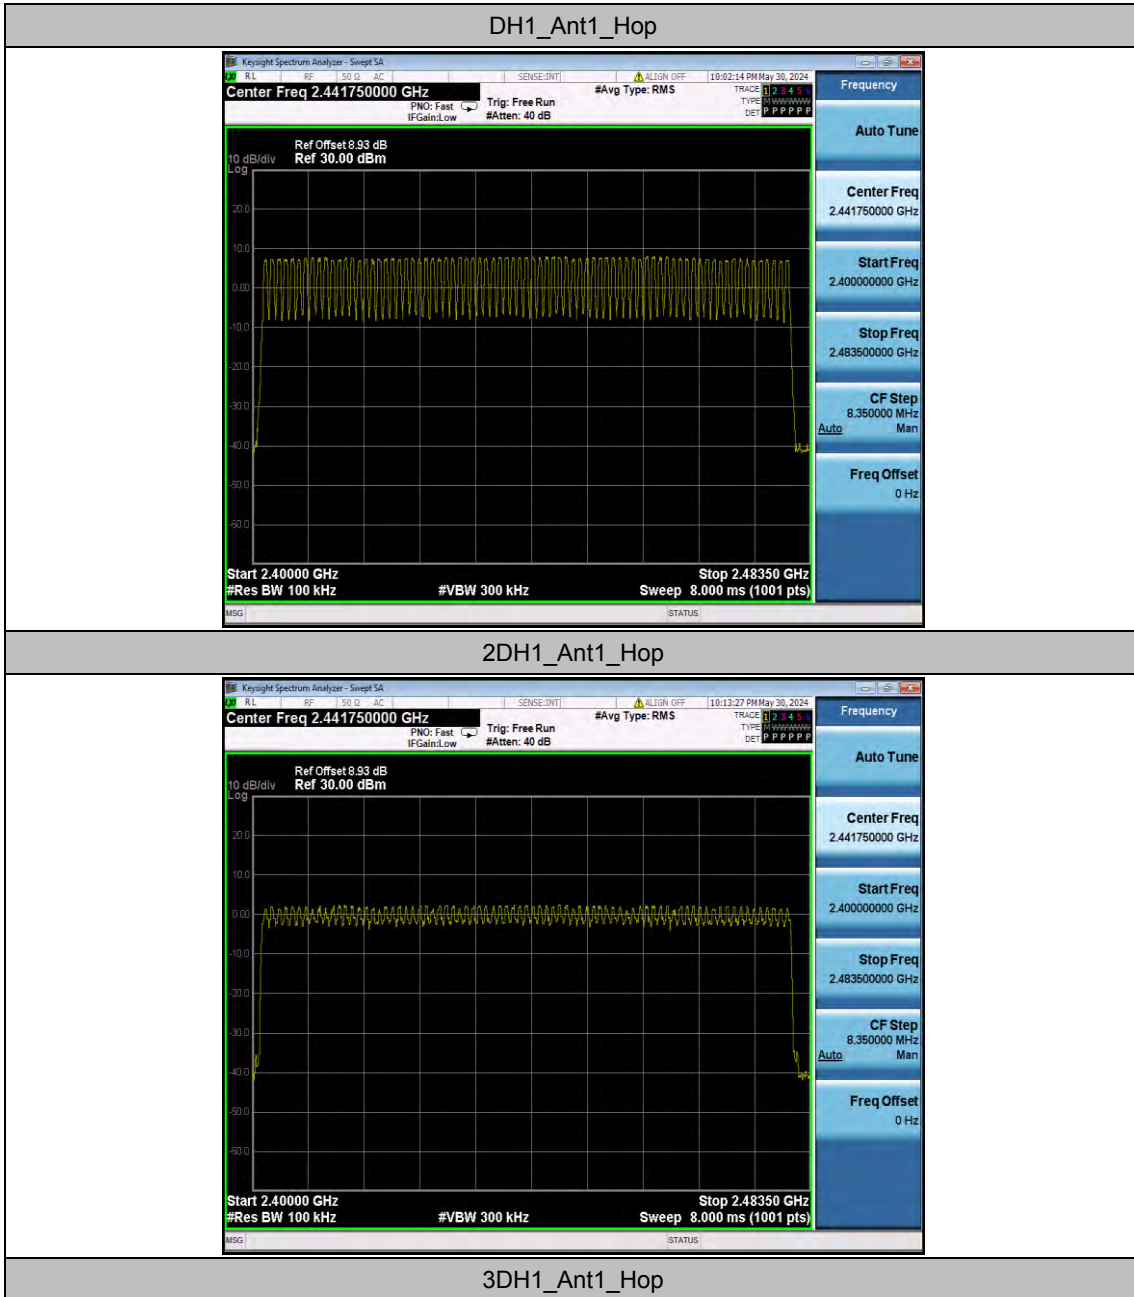 DH1_Ant1_Hop
Keysight Spectrum Analyzer - Swept SA
RL RF 50 Ω AC SENSE:INT ALIGN OFF 10:02:14 PM May 30, 2024
Center Freq 2.441750000 GHz #Avg Type: RMS TRACE 1 2 3 4 5 6
PNO: Fast Trig: Free Run TYPE M WWWWW
IFGain:Low #Atten: 40 dB DET P P P P P P
Frequency
Auto Tune
Ref Offset 8.93 dB
10 dB/div Ref 30.00 dBm
Log
20.0
10.0
0.00
-10.0
-20.0
-30.0
-40.0
-50.0
-60.0
Center Freq
2.441750000 GHz
Start Freq
2.400000000 GHz
Stop Freq
2.483500000 GHz
CF Step
8.350000 MHz
Auto Man
Freq Offset
0 Hz
Start 2.40000 GHz Stop 2.48350 GHz
#Res BW 100 kHz #VBW 300 kHz Sweep 8.000 ms (1001 pts)
MSG STATUS
2DH1_Ant1_Hop
Keysight Spectrum Analyzer - Swept SA
RL RF 50 Ω AC SENSE:INT ALIGN OFF 10:13:27 PM May 30, 2024
Center Freq 2.441750000 GHz #Avg Type: RMS TRACE 1 2 3 4 5 6
PNO: Fast Trig: Free Run TYPE M WWWWW
IFGain:Low #Atten: 40 dB DET P P P P P P
Frequency
Auto Tune
Ref Offset 8.93 dB
10 dB/div Ref 30.00 dBm
Log
20.0
10.0
0.00
-10.0
-20.0
-30.0
-40.0
-50.0
-60.0
Center Freq
2.441750000 GHz
Start Freq
2.400000000 GHz
Stop Freq
2.483500000 GHz
CF Step
8.350000 MHz
Auto Man
Freq Offset
0 Hz
Start 2.40000 GHz Stop 2.48350 GHz
#Res BW 100 kHz #VBW 300 kHz Sweep 8.000 ms (1001 pts)
MSG STATUS
3DH1_Ant1_Hop